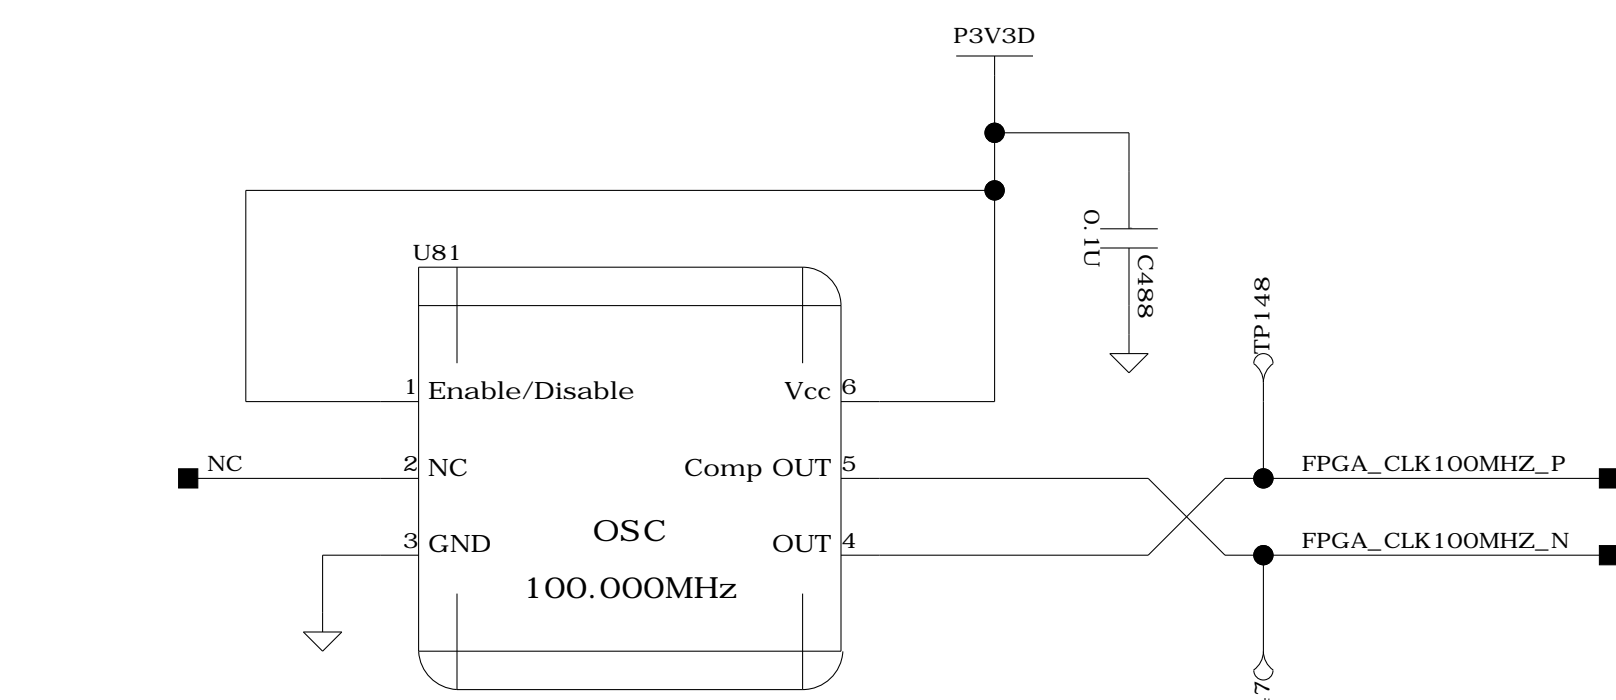 P3V3D
0.1U
C488
U81
TP148
1 Enable/Disable
Vcc 6
NC
2 NC
Comp OUT 5
FPGA_CLK100MHZ_P
3 GND
OSC
OUT 4
FPGA_CLK100MHZ_N
100.000MHz
7